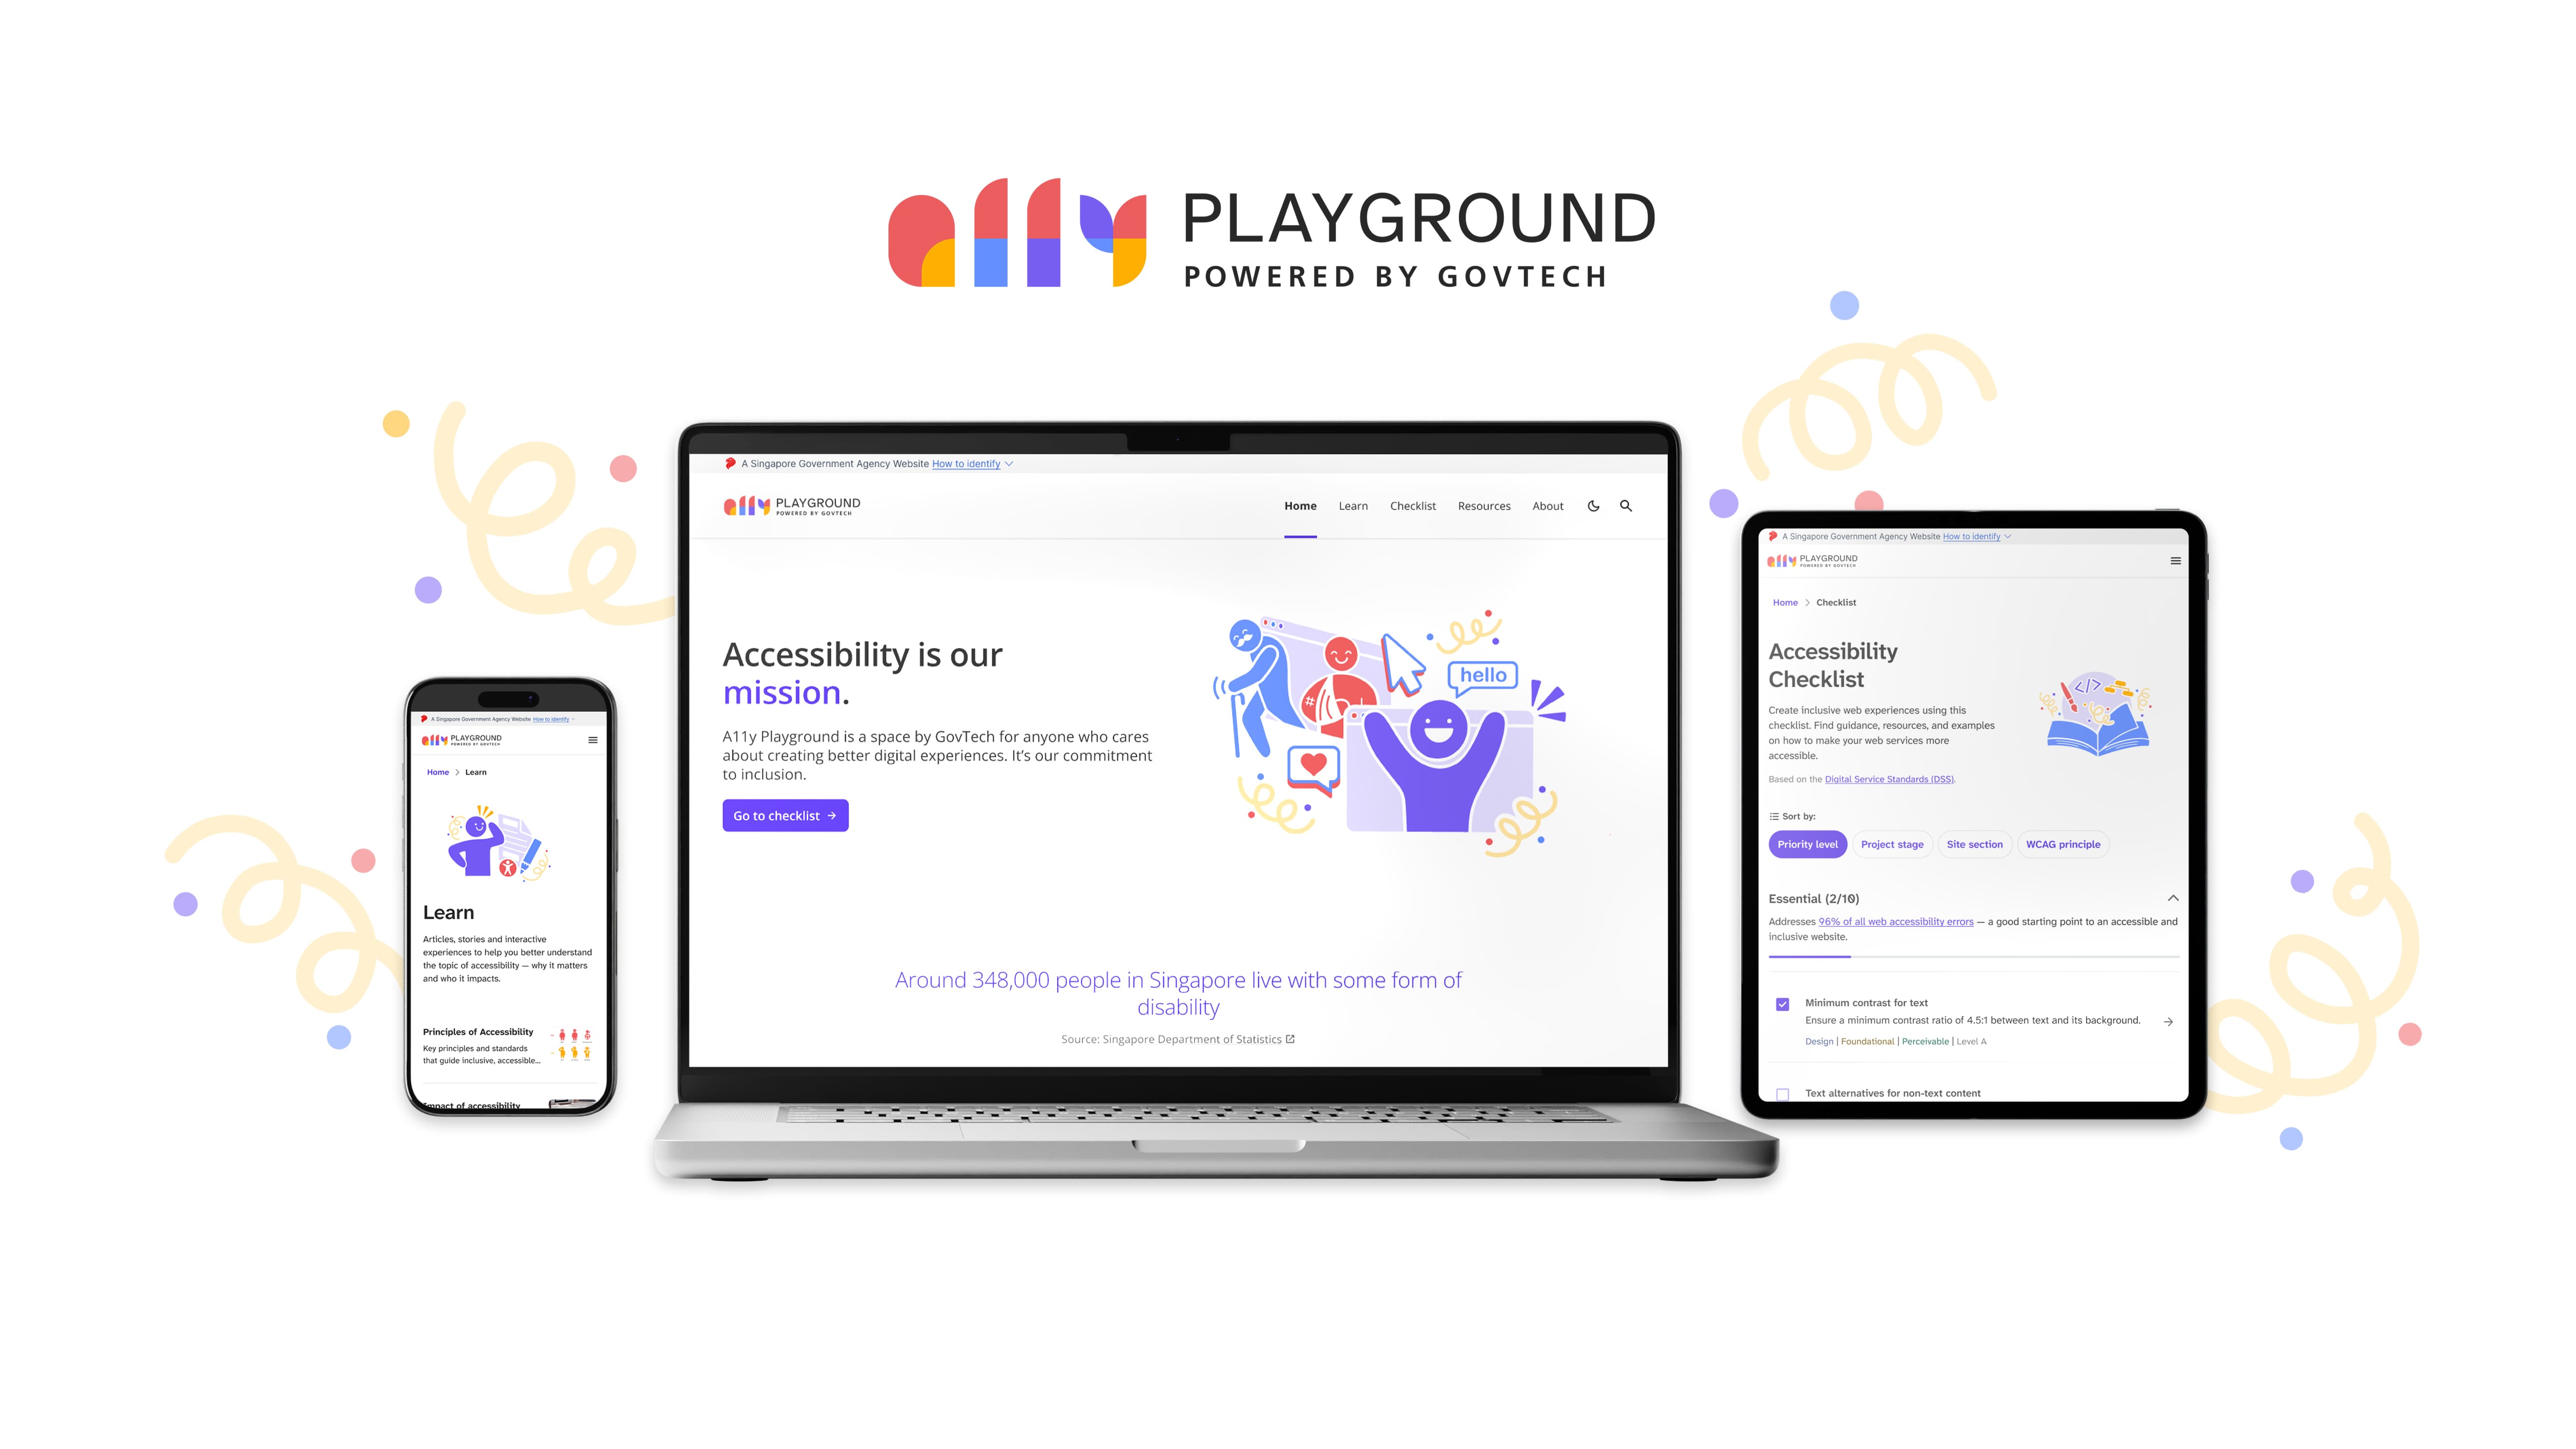 a11y PLAYGROUND
POWERED BY GOVTECH
A Singapore Government Agency Website How to identify
a11y PLAYGROUND
POWERED BY GOVTECH
Home Learn Checklist Resources About
Accessibility is our
mission.
A11y Playground is a space by GovTech for anyone who cares
about creating better digital experiences. It's our commitment
to inclusion.
Go to checklist
hello
Around 348,000 people in Singapore live with some form of
disability
Source: Singapore Department of Statistics
A Singapore Government Agency Website How to identify
a11y PLAYGROUND
POWERED BY GOVTECH
Home > Learn
Learn
Articles, stories and interactive
experiences to help you better understand
the topic of accessibility — why it matters
and who it impacts.
Principles of Accessibility
Key principles and standards
that guide inclusive, accessible...
Impact of accessibility
A Singapore Government Agency Website How to identify
a11y PLAYGROUND
POWERED BY GOVTECH
Home > Checklist
Accessibility
Checklist
Create inclusive web experiences using this
checklist. Find guidance, resources, and examples
on how to make your web services more
accessible.
Based on the Digital Service Standards (DSS).
</>
Sort by:
Priority level Project stage Site section WCAG principle
Essential (2/10)
Addresses 96% of all web accessibility errors — a good starting point to an accessible and
inclusive website.
Minimum contrast for text
Ensure a minimum contrast ratio of 4.5:1 between text and its background.
Design | Foundational | Perceivable | Level A
Text alternatives for non-text content